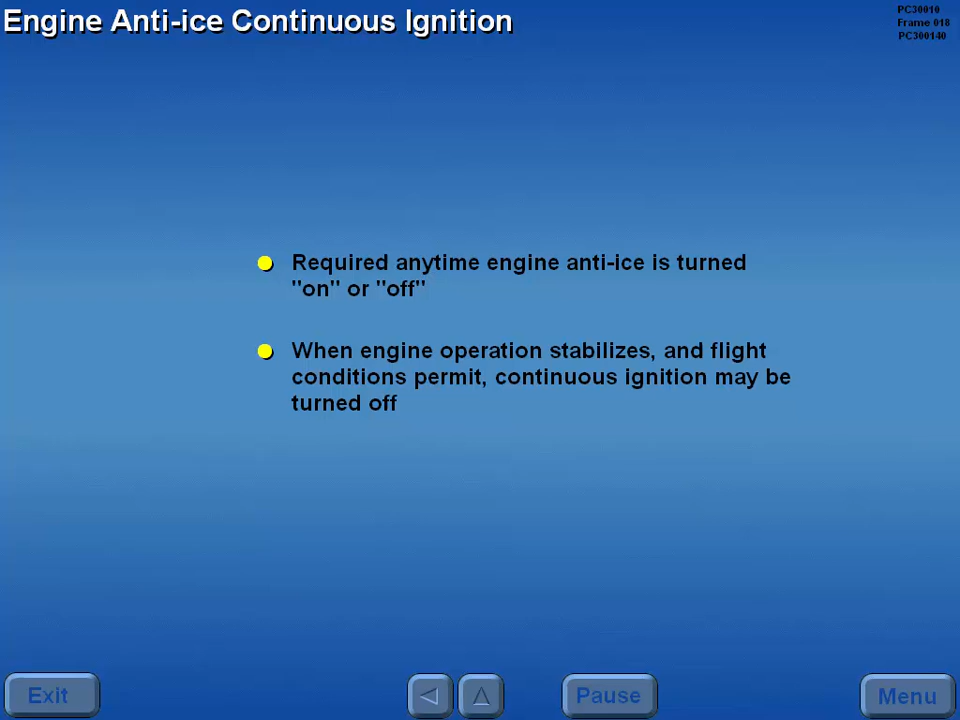 Engine Anti-ice Continuous Ignition
PC30010
Frame 018
PC300140
Required anytime engine anti-ice is turned
"on" or "off"
When engine operation stabilizes, and flight
conditions permit, continuous ignition may be
turned off
Exit
Pause
Menu